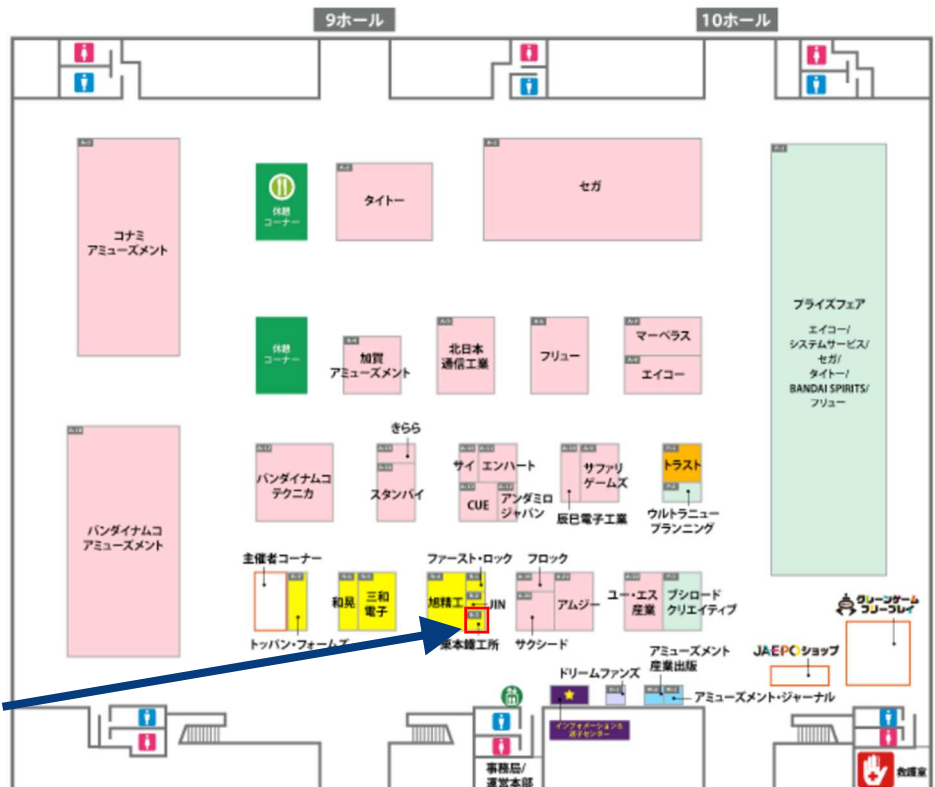 9ホール
10ホール
コナミ
アミューズメント
休憩
コーナー
タイトー
セガ
プライズフェア
エイコー/
システムサービス/
セガ/
タイトー/
BANDAI SPIRITS/
フリュー
休憩
コーナー
加賀
アミューズメント
北日本
通信工業
フリュー
マーベラス
エイコー
バンダイナムコ
アミューズメント
バンダイナムコ
テクニカ
きらら
スタンバイ
サイ
エンハート
CUE
アンダミロ
ジャパン
サファリ
ゲームズ
辰巳電子工業
トラスト
ウルトラニュー
プランニング
主催者コーナー
トッパン・フォームズ
和晃
三和
電子
ファースト・ロック
旭精工
JIN
本鐵工所
フロック
アムジー
サクシード
ユー・エス
産業
ブシロード
クリエイティブ
クレーンゲーム
フリープレイ
JAEPOショップ
ドリームファンズ
アミューズメント
産業出版
アミューズメント・ジャーナル
インフォメーション&
迷子センター
事務局/
運営本部
救護室